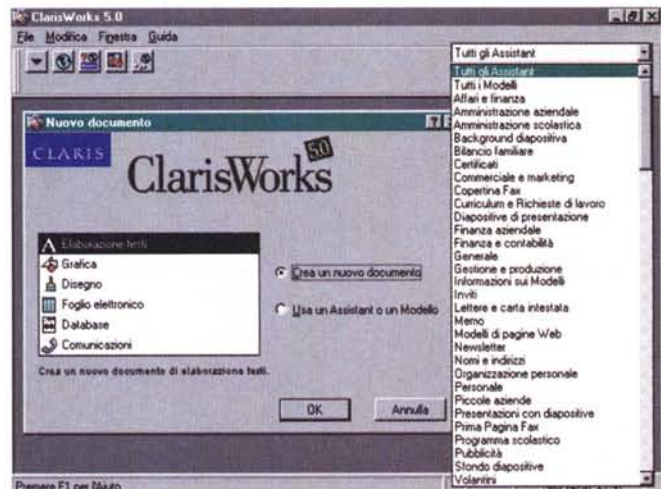 ClarisWorks 5.0
File Modifica Finestra Guida
Tutti gli Assistant
Tutti gli Assistant
Tutti i Modelli
Affari e finanza
Amministrazione aziendale
Amministrazione scolastica
Background diapositiva
Bilancio familiare
Certificati
Commerciale e marketing
Copertina Fax
Curriculum e Richieste di lavoro
Diapositive di presentazione
Finanza aziendale
Finanza e contabilità
Generale
Gestione e produzione
Informazioni sui Modelli
Inviti
Lettere e carta intestata
Memo
Modelli di pagine Web
Newsletter
Nomi e indirizzi
Organizzazione personale
Personale
Piccole aziende
Presentazioni con diapositive
Prima Pagina Fax
Programma scolastico
Pubblicità
Sfondo diapositive
Volantini
Nuovo documento
CLARIS
ClarisWorks 5.0
Elaborazione testi
Grafica
Disegno
Foglio elettronico
Database
Comunicazioni
Crea un nuovo documento
Usa un Assistant o un Modello
Crea un nuovo documento di elaborazione testi.
OK Annulla
Premere F1 per l'Aiuto